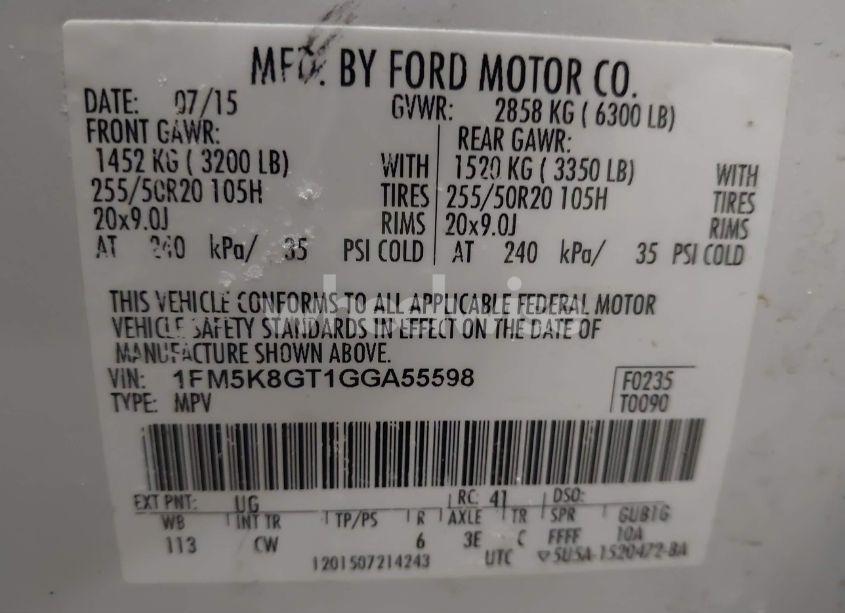 MFD. BY FORD MOTOR CO.
DATE: 07/15 GVWR: 2858 KG ( 6300 LB)
FRONT GAWR: REAR GAWR:
1452 KG ( 3200 LB) WITH 1520 KG ( 3350 LB) WITH
255/50R20 105H TIRES 255/50R20 105H TIRES
20x9.0J RIMS 20x9.0J RIMS
AT 240 kPa/ 35 PSI COLD AT 240 kPa/ 35 PSI COLD
THIS VEHICLE CONFORMS TO ALL APPLICABLE FEDERAL MOTOR
VEHICLE SAFETY STANDARDS IN EFFECT ON THE DATE OF
MANUFACTURE SHOWN ABOVE.
VIN: 1FM5K8GT1GGA55598 F0235
TYPE: MPV T0090
EXT PNT: UG RC: 41 DSO:
WB INT TR TP/PS R AXLE TR SPR GUB1G
113 CW 6 3E C FFFF 10A
1201507214243 UTC 5U5A-1520472-BA